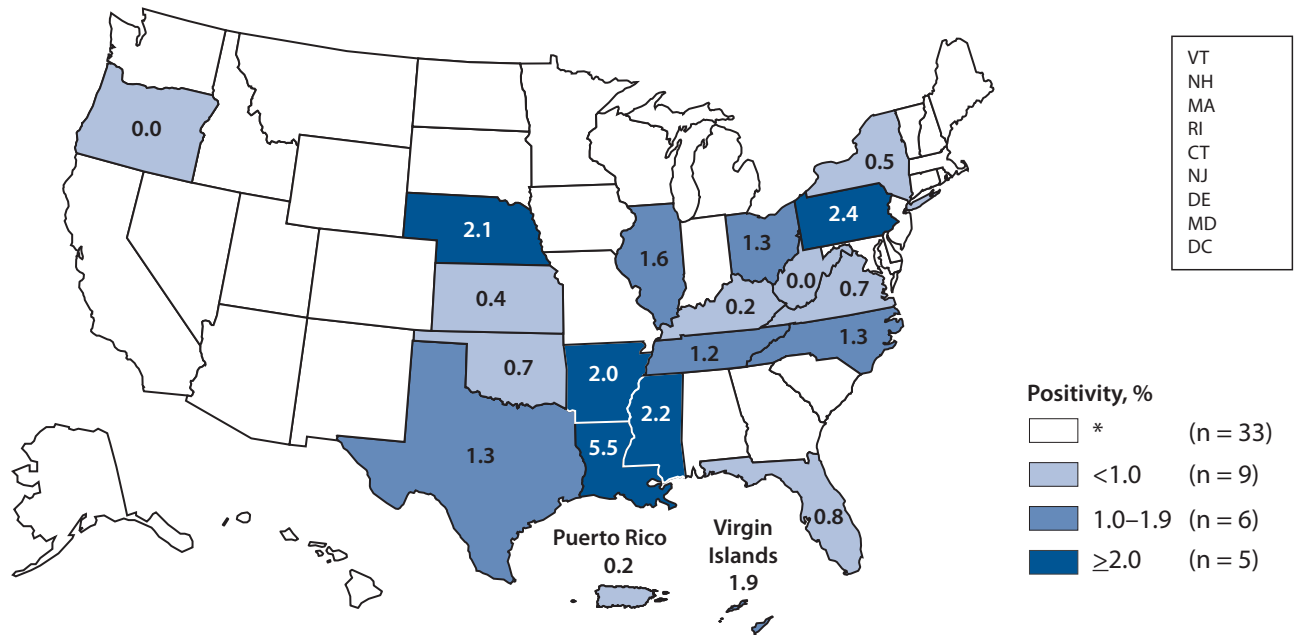 VT
NH
MA
RI
CT
NJ
DE
MD
DC
0.0
0.5
2.4
2.1
1.3
1.6
0.0
0.7
0.4
0.2
1.3
1.2
0.7
2.0
2.2
5.5
1.3
0.8
Puerto Rico
0.2
Virgin
Islands
1.9
Positivity, %
* (n = 33)
<1.0 (n = 9)
1.0–1.9 (n = 6)
≥2.0 (n = 5)